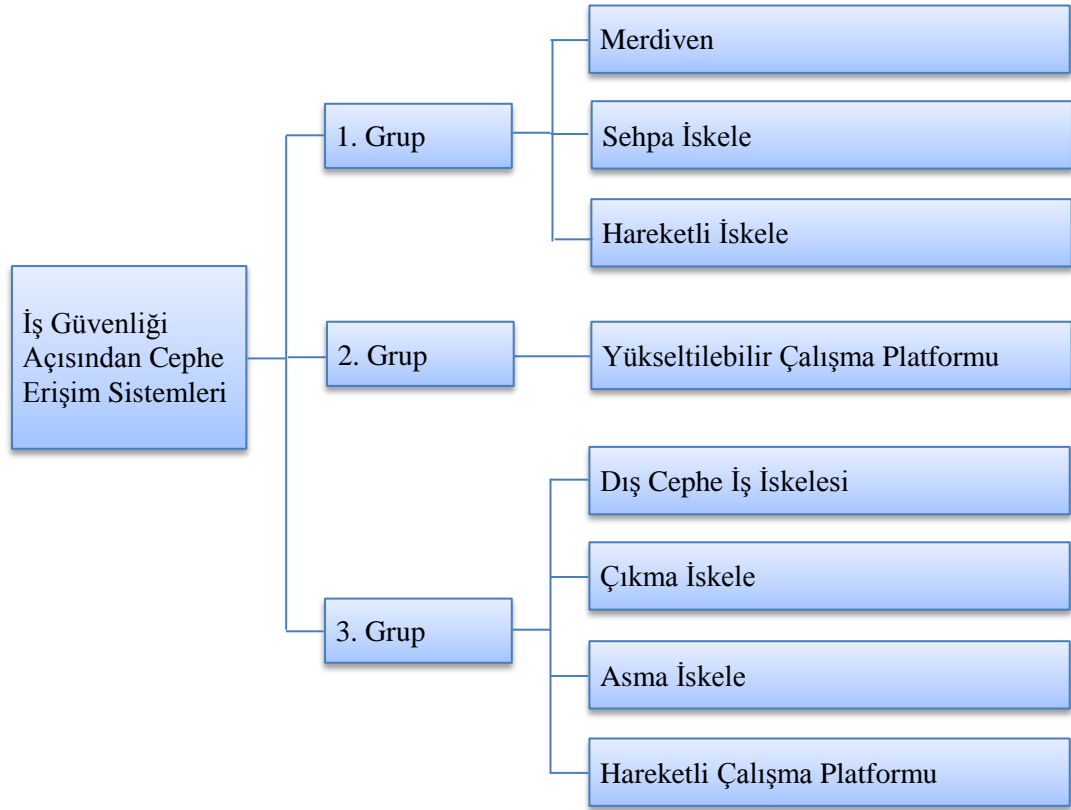 İş Güvenliği
Açısından Cephe
Erişim Sistemleri
1. Grup
Merdiven
Sehpa İskele
Hareketli İskele
2. Grup
Yükseltilebilir Çalışma Platformu
3. Grup
Dış Cephe İş İskelesi
Çıkma İskele
Asma İskele
Hareketli Çalışma Platformu